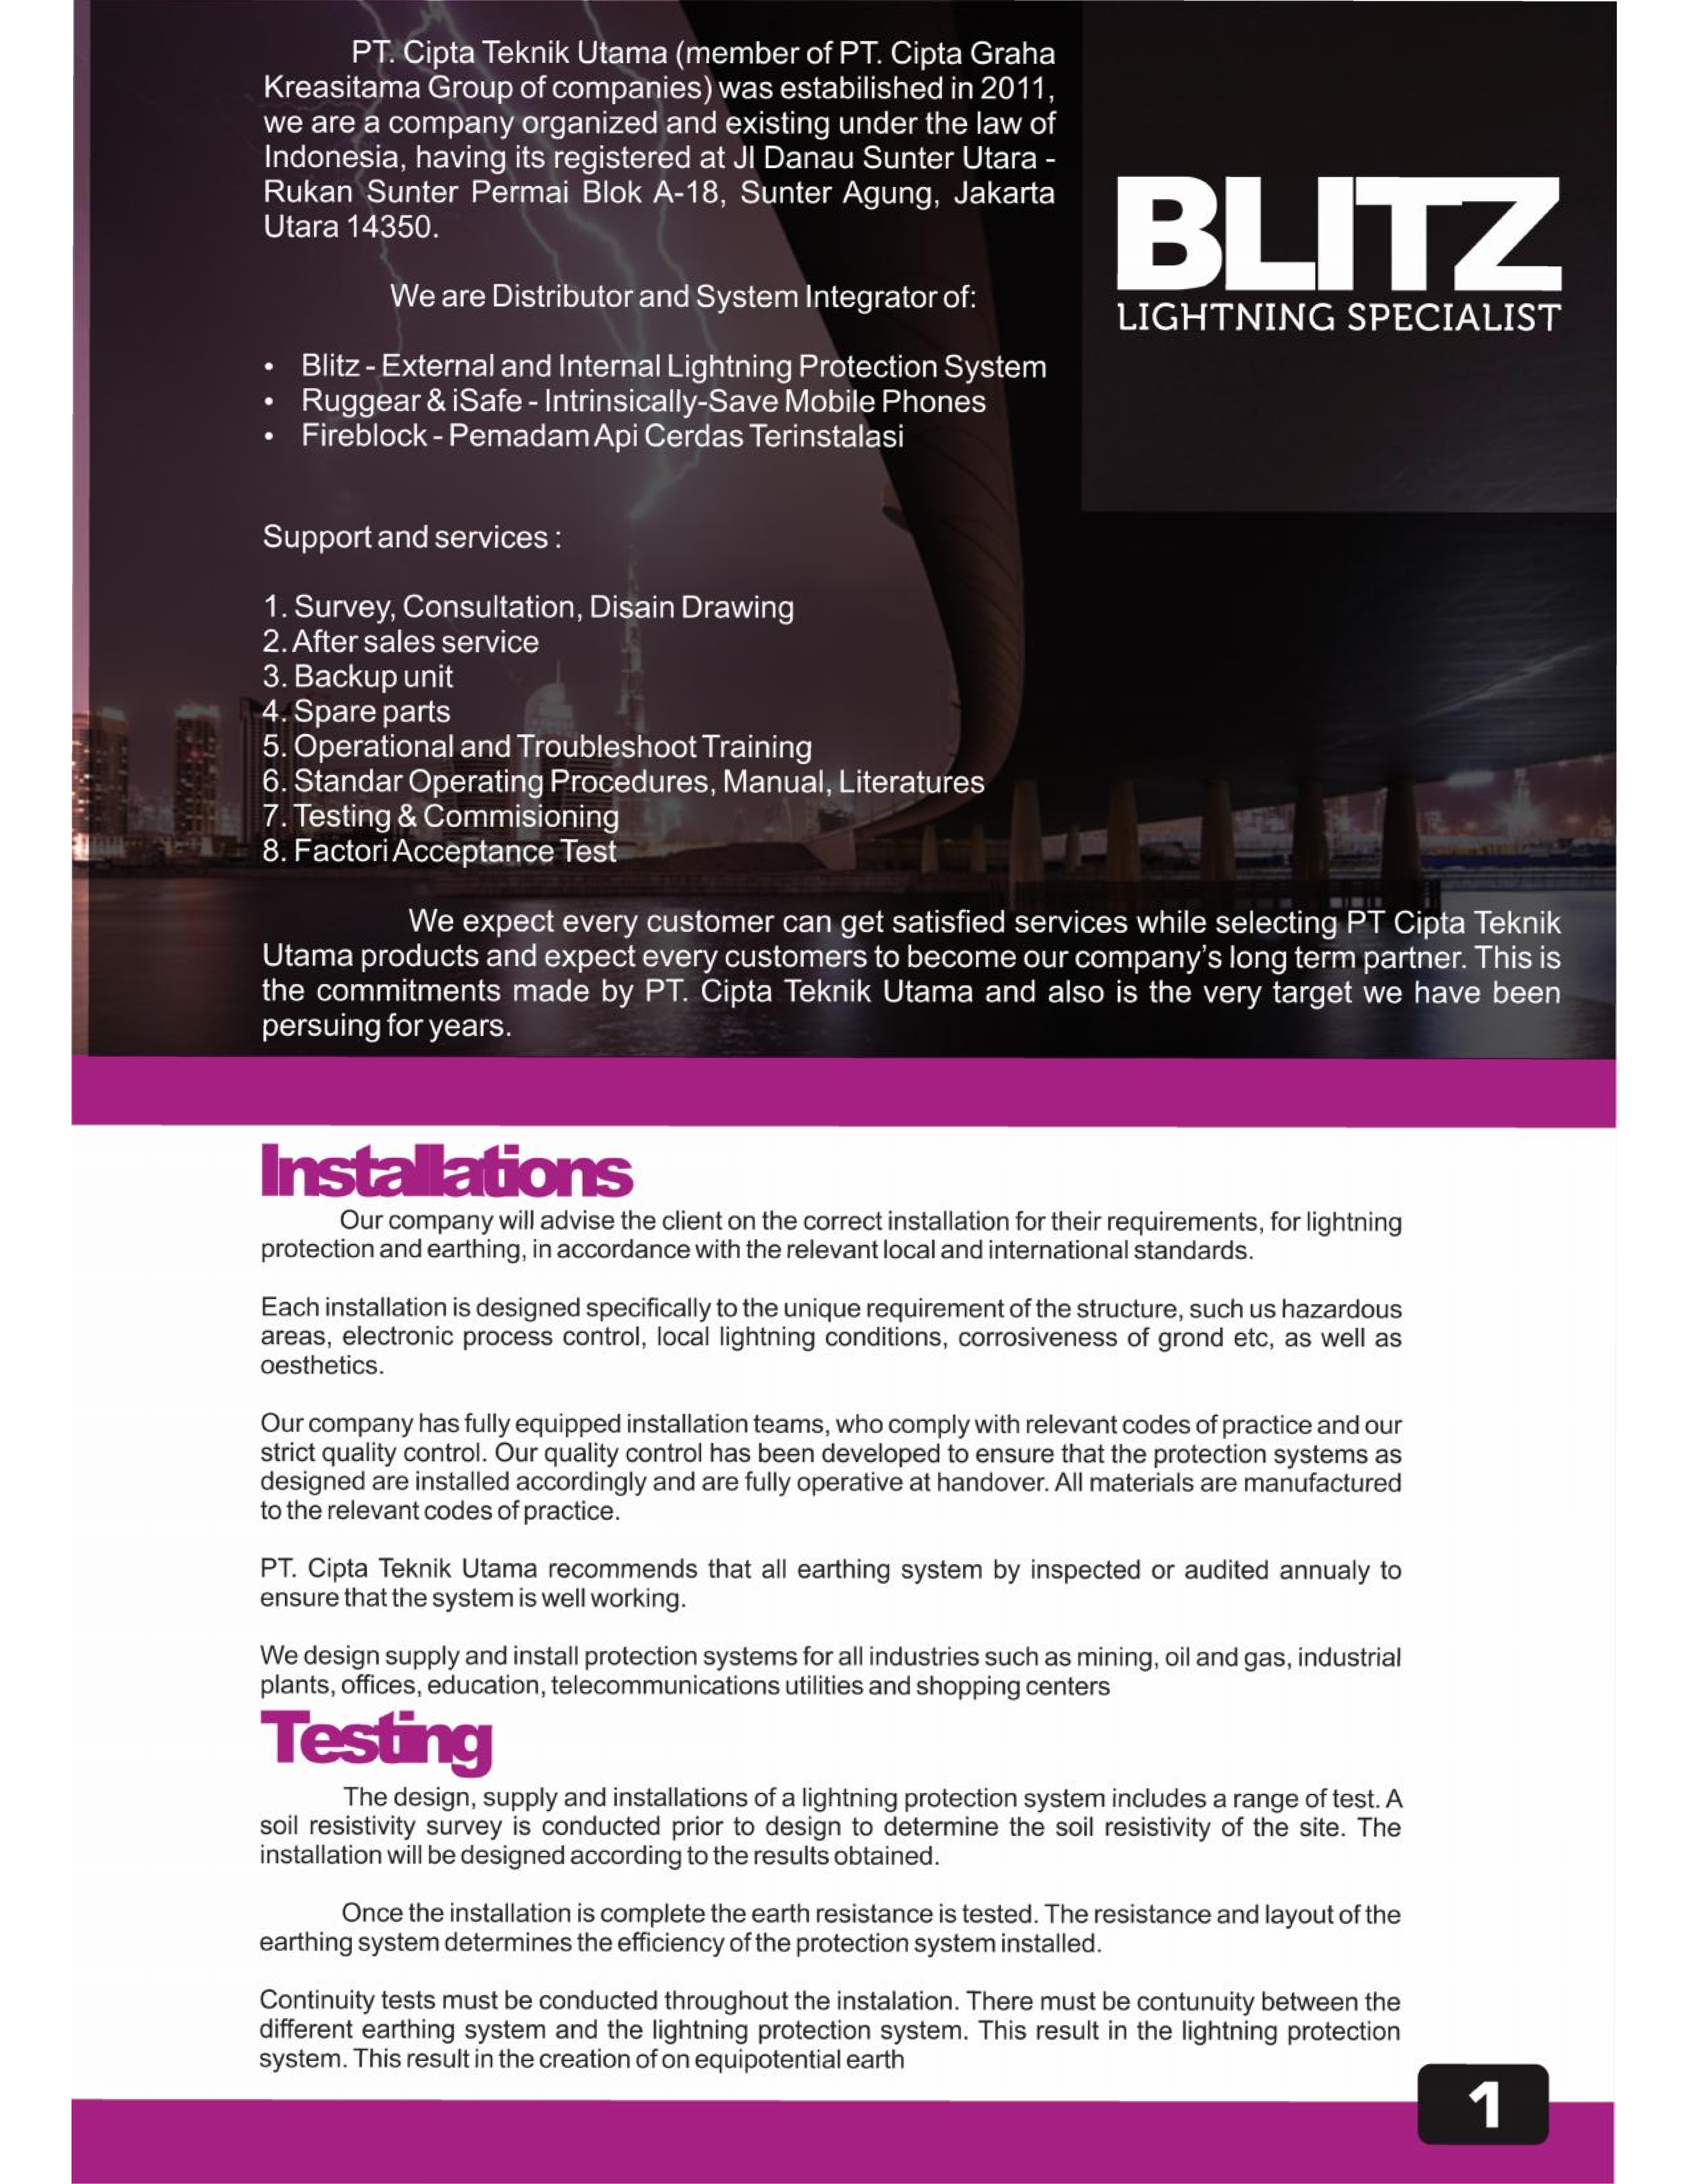 PT. Cipta Teknik Utama (member of PT. Cipta Graha
Kreasitama Group of companies) was estabilished in 2011,
we are a company organized and existing under the law of
Indonesia, having its registered at Jl Danau Sunter Utara -
Rukan Sunter Permai Blok A-18, Sunter Agung, Jakarta
Utara 14350.
BLITZ
LIGHTNING SPECIALIST
We are Distributor and System Integrator of:
• Blitz - External and Internal Lightning Protection System
• Ruggear & iSafe - Intrinsically-Save Mobile Phones
• Fireblock - Pemadam Api Cerdas Terinstalasi
Support and services :
1. Survey, Consultation, Disain Drawing
2. After sales service
3. Backup unit
4. Spare parts
5. Operational and Troubleshoot Training
6. Standar Operating Procedures, Manual, Literatures
7. Testing & Commisioning
8. Factori Acceptance Test
We expect every customer can get satisfied services while selecting PT Cipta Teknik
Utama products and expect every customers to become our company's long term partner. This is
the commitments made by PT. Cipta Teknik Utama and also is the very target we have been
persuing for years.
Installations
Our company will advise the client on the correct installation for their requirements, for lightning
protection and earthing, in accordance with the relevant local and international standards.
Each installation is designed specifically to the unique requirement of the structure, such us hazardous
areas, electronic process control, local lightning conditions, corrosiveness of grond etc, as well as
oesthetics.
Our company has fully equipped installation teams, who comply with relevant codes of practice and our
strict quality control. Our quality control has been developed to ensure that the protection systems as
designed are installed accordingly and are fully operative at handover. All materials are manufactured
to the relevant codes of practice.
PT. Cipta Teknik Utama recommends that all earthing system by inspected or audited annualy to
ensure that the system is well working.
We design supply and install protection systems for all industries such as mining, oil and gas, industrial
plants, offices, education, telecommunications utilities and shopping centers
Testing
The design, supply and installations of a lightning protection system includes a range of test. A
soil resistivity survey is conducted prior to design to determine the soil resistivity of the site. The
installation will be designed according to the results obtained.
Once the installation is complete the earth resistance is tested. The resistance and layout of the
earthing system determines the efficiency of the protection system installed.
Continuity tests must be conducted throughout the instalation. There must be contunuity between the
different earthing system and the lightning protection system. This result in the lightning protection
system. This result in the creation of on equipotential earth
1